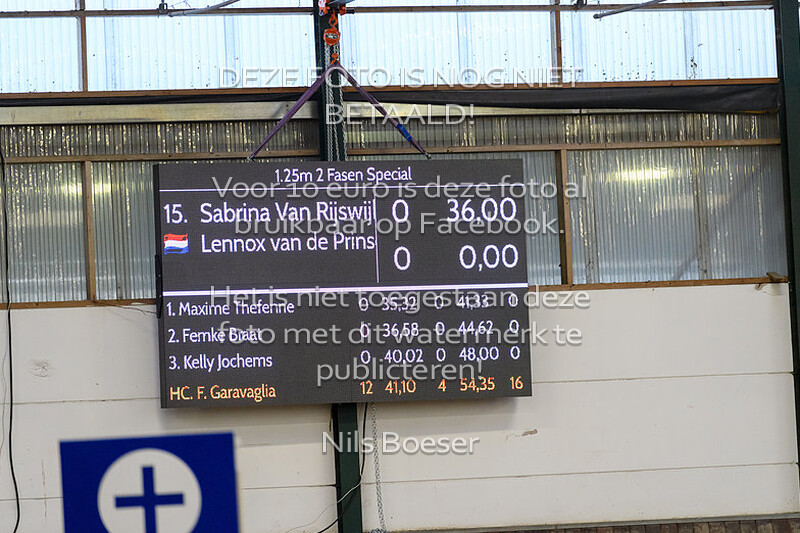 DEZE FOTO IS NOG NIET
BETAALD!
1.25m 2 Fasen Special
Voor 10 euro is deze foto al
15. Sabrina Van Rijswijl 0 36,00
bruikbaar op Facebook.
Lennox van de Prins 0 0,00
Het is niet toegestaan deze
1. Maxime Thefenne 0 35,32 0 41,33 0
foto met dit watermerk te
2. Femke Braat 0 36,58 0 44,62 0
3. Kelly Jochems 0 40,02 0 48,00 0
publiceren!
HC. F. Garavaglia 12 41,10 4 54,35 16
Nils Boeser